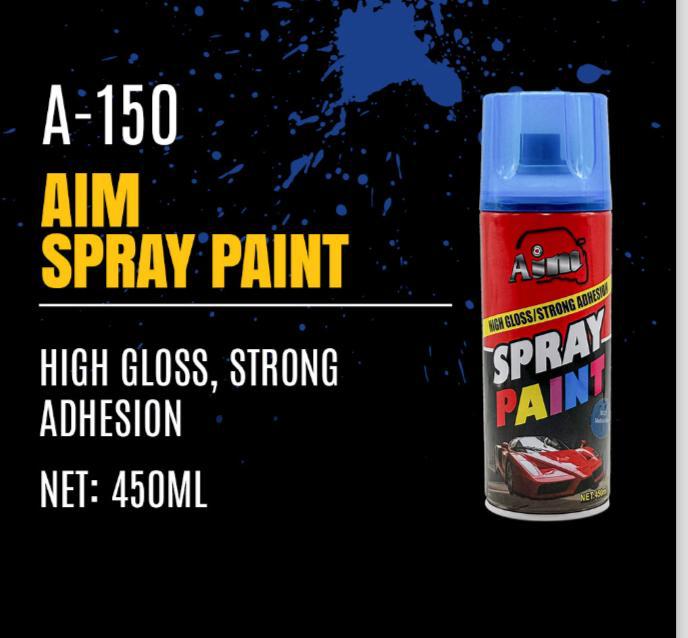 A-150
AIM
SPRAY PAINT
HIGH GLOSS, STRONG
ADHESION
NET: 450ML
Aim
HIGH GLOSS/STRONG ADHESION
SPRAY
PAINT